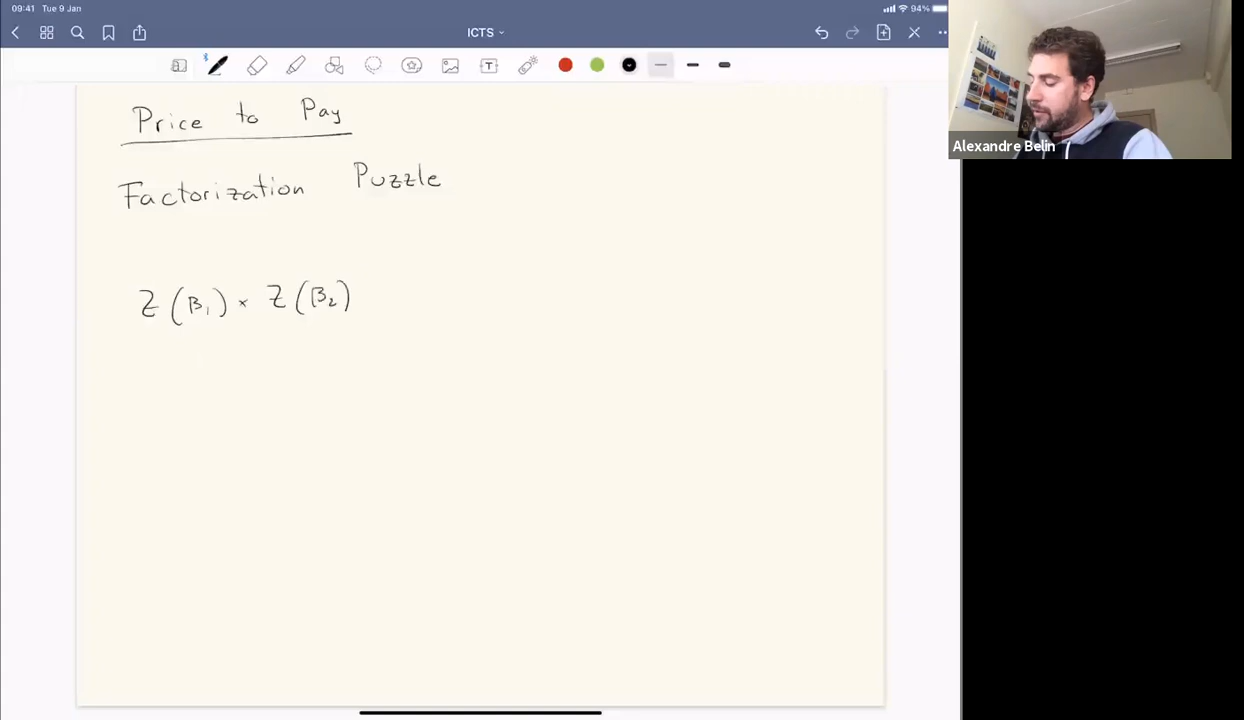 09:41 Tue 9 Jan
94%
ICTS
T
Price to Pay
Factorization Puzzle
Z(β₁) × Z(β₂)
Alexandre Belin